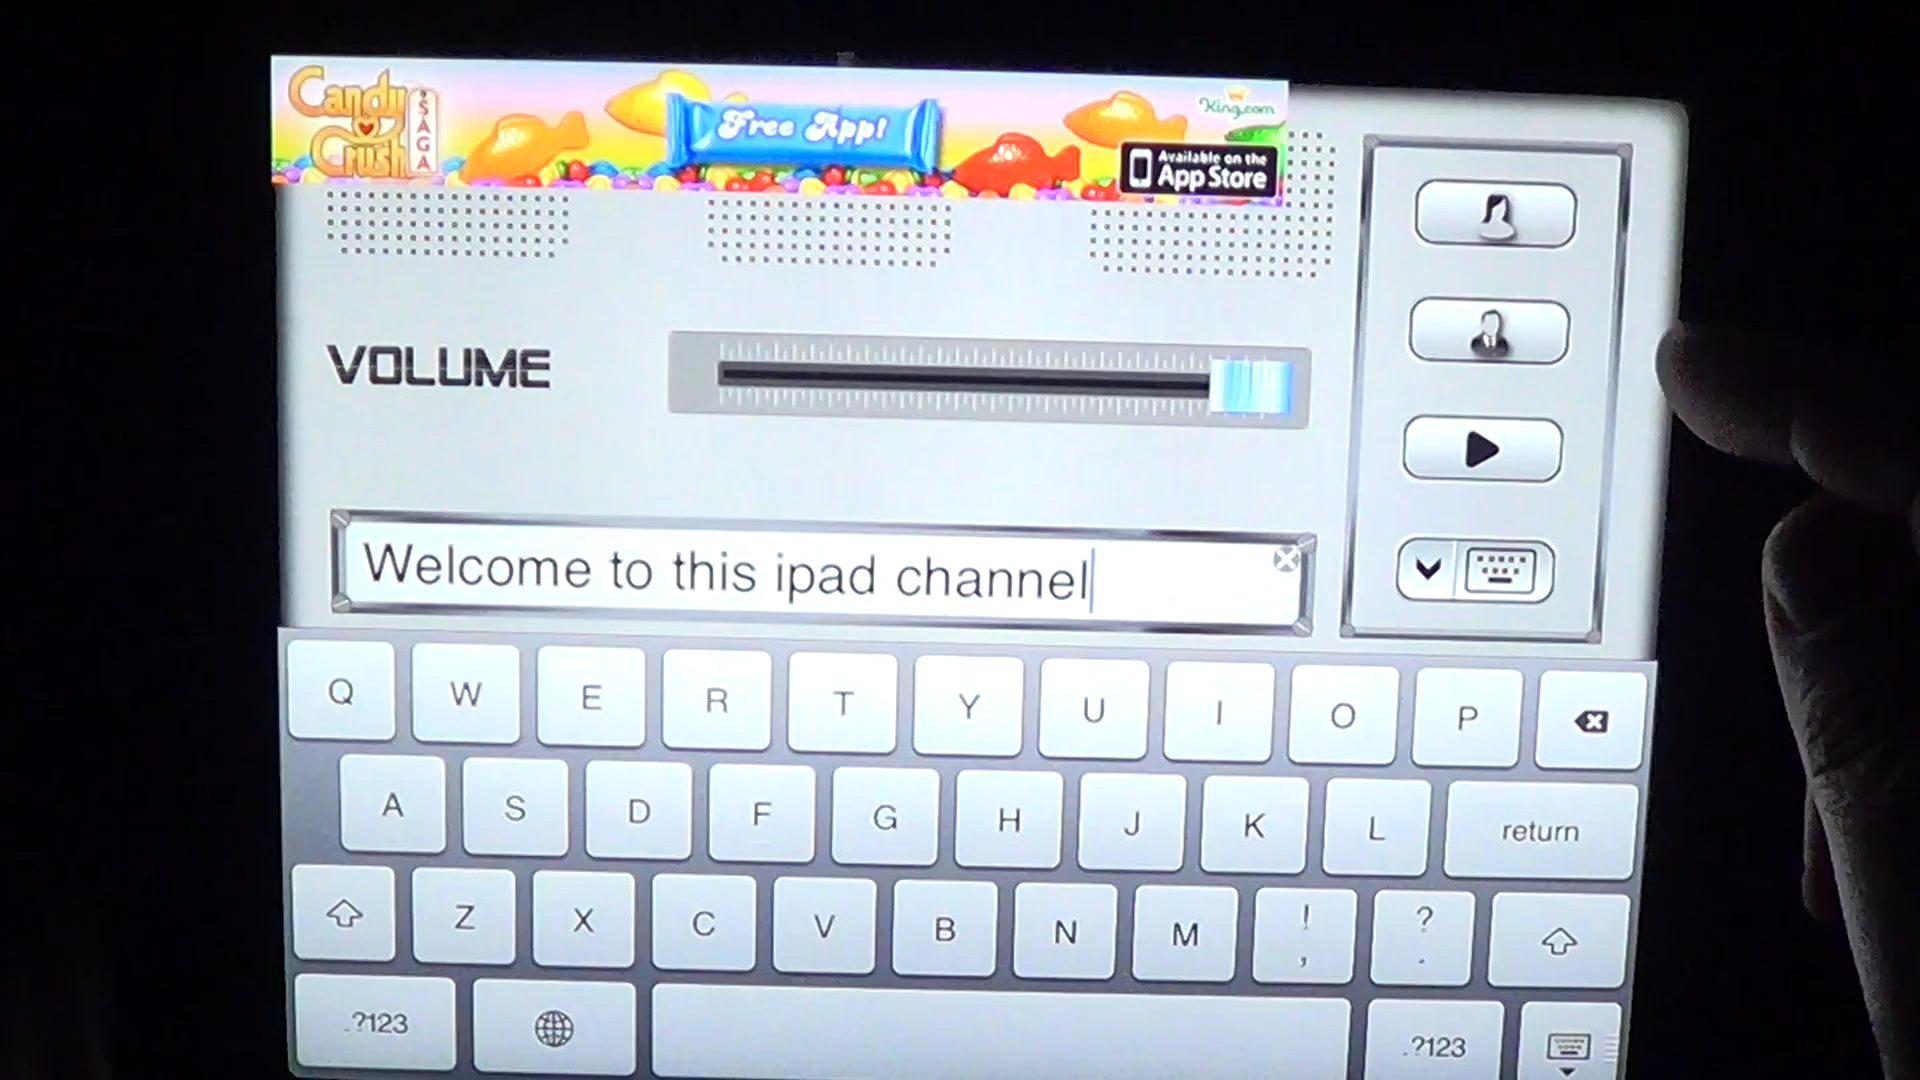 Candy
Crush
SAGA
Free App!
King.com
Available on the
App Store
VOLUME
Welcome to this ipad channel
Q W E R T Y U I O P
A S D F G H J K L return
Z X C V B N M ! , ? .
.?123 .?123